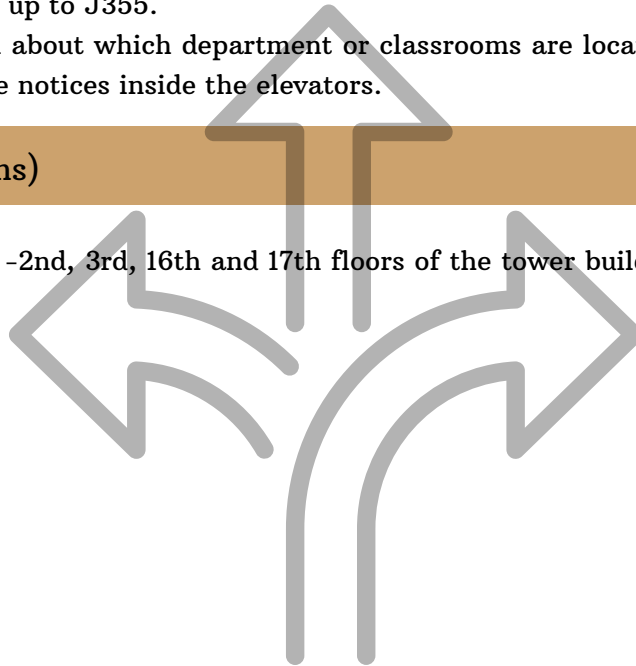 up to J355.
about which department or classrooms are loca
notices inside the elevators.
ns)
-2nd, 3rd, 16th and 17th floors of the tower buil